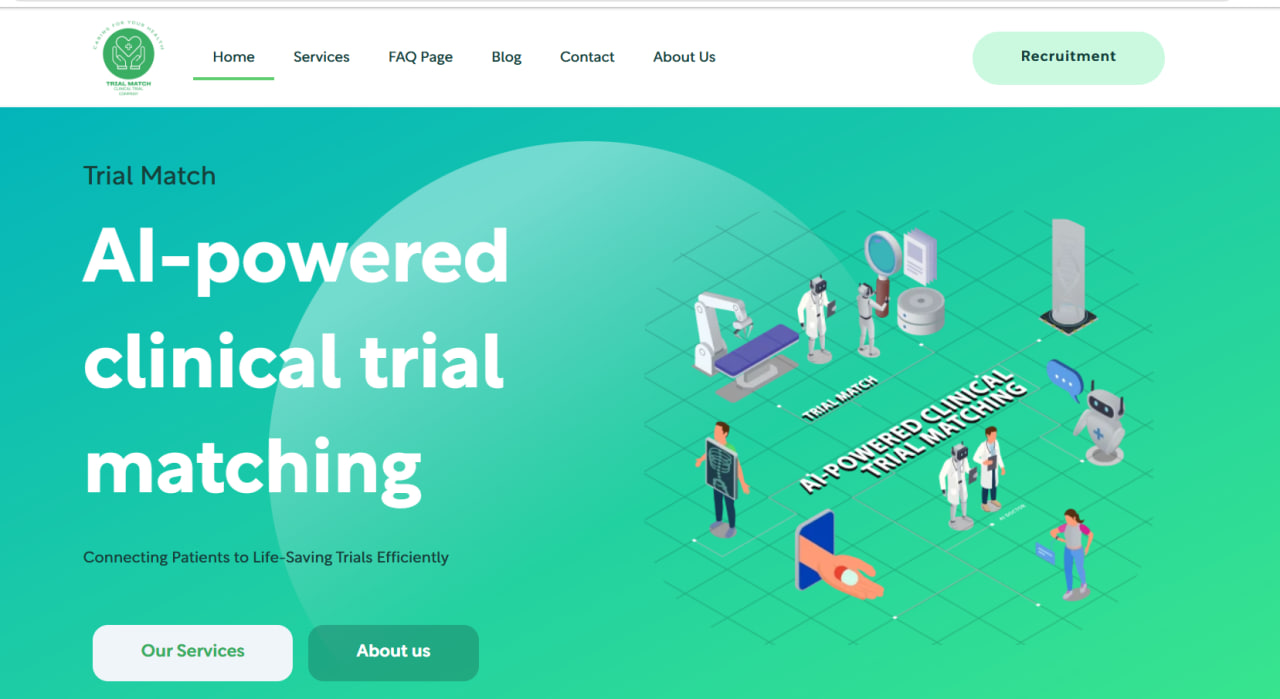 CARING FOR YOUR HEALTH
TRIAL MATCH
CLINICAL TRIAL
COMPANY
Home
Services
FAQ Page
Blog
Contact
About Us
Recruitment
Trial Match
AI-powered
clinical trial
matching
Connecting Patients to Life-Saving Trials Efficiently
Our Services
About us
TRIAL MATCH
AI-POWERED CLINICAL
TRIAL MATCHING
AI DOCTOR